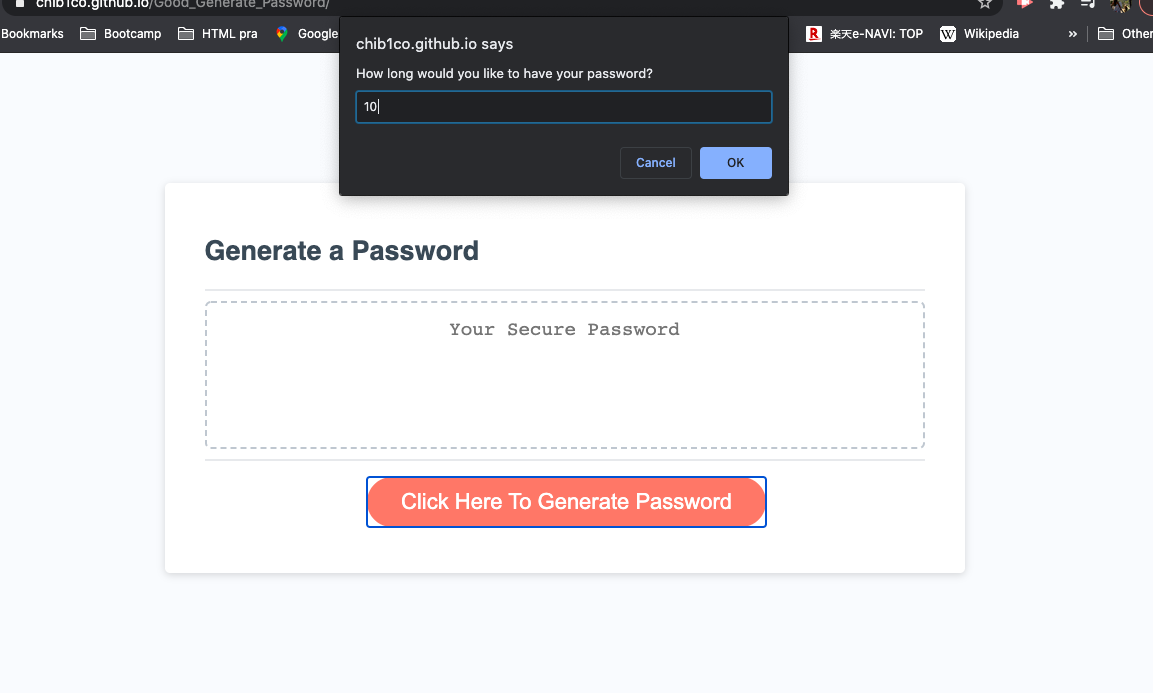 chib1co.github.io/Good_Generate_Password/
Bookmarks Bootcamp HTML pra Google R 楽天e-NAVI: TOP W Wikipedia » Other
chib1co.github.io says
How long would you like to have your password?
10
Cancel OK
Generate a Password
Your Secure Password
Click Here To Generate Password